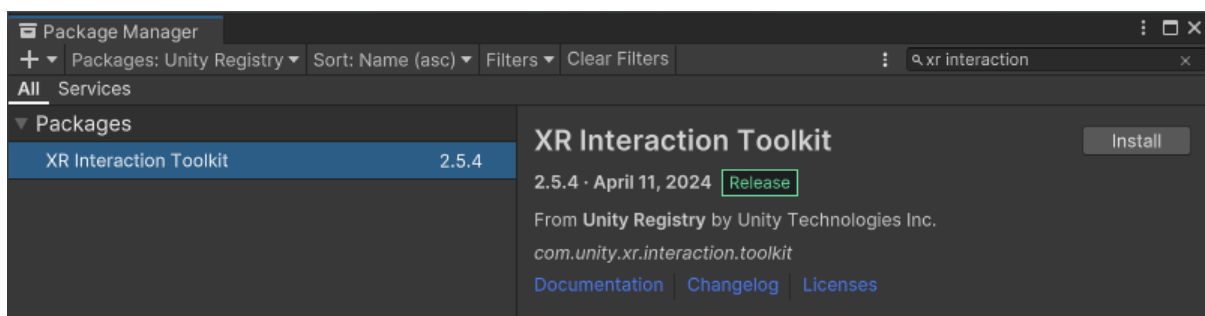 Package Manager
Packages: Unity Registry Sort: Name (asc) Filters Clear Filters xr interaction
All Services
Packages
XR Interaction Toolkit 2.5.4
XR Interaction Toolkit Install
2.5.4 · April 11, 2024 Release
From Unity Registry by Unity Technologies Inc.
com.unity.xr.interaction.toolkit
Documentation Changelog Licenses